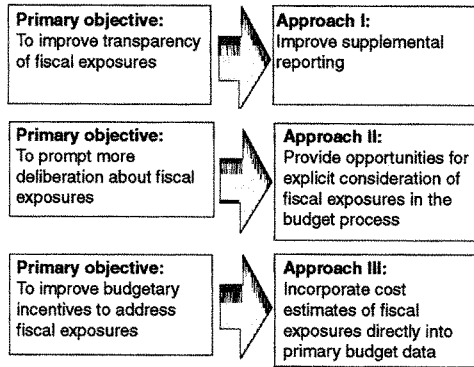 Primary objective:
To improve transparency
of fiscal exposures
Approach I:
Improve supplemental
reporting
Primary objective:
To prompt more
deliberation about fiscal
exposures
Approach II:
Provide opportunities for
explicit consideration of
fiscal exposures in the
budget process
Primary objective:
To improve budgetary
incentives to address
fiscal exposures
Approach III:
Incorporate cost
estimates of fiscal
exposures directly into
primary budget data